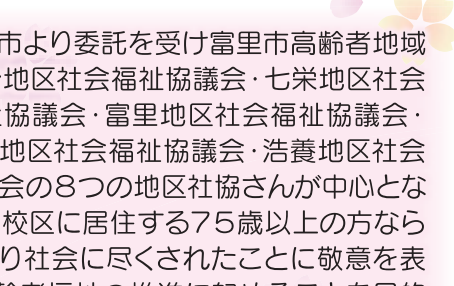 市より委託を受け富里市高齢者地域
地区社会福祉協議会・七栄地区社会
協議会・富里地区社会福祉協議会・
地区社会福祉協議会・浩養地区社会
会の８つの地区社協さんが中心とな
校区に居住する７５歳以上の方なら
り社会に尽くされたことに敬意を表